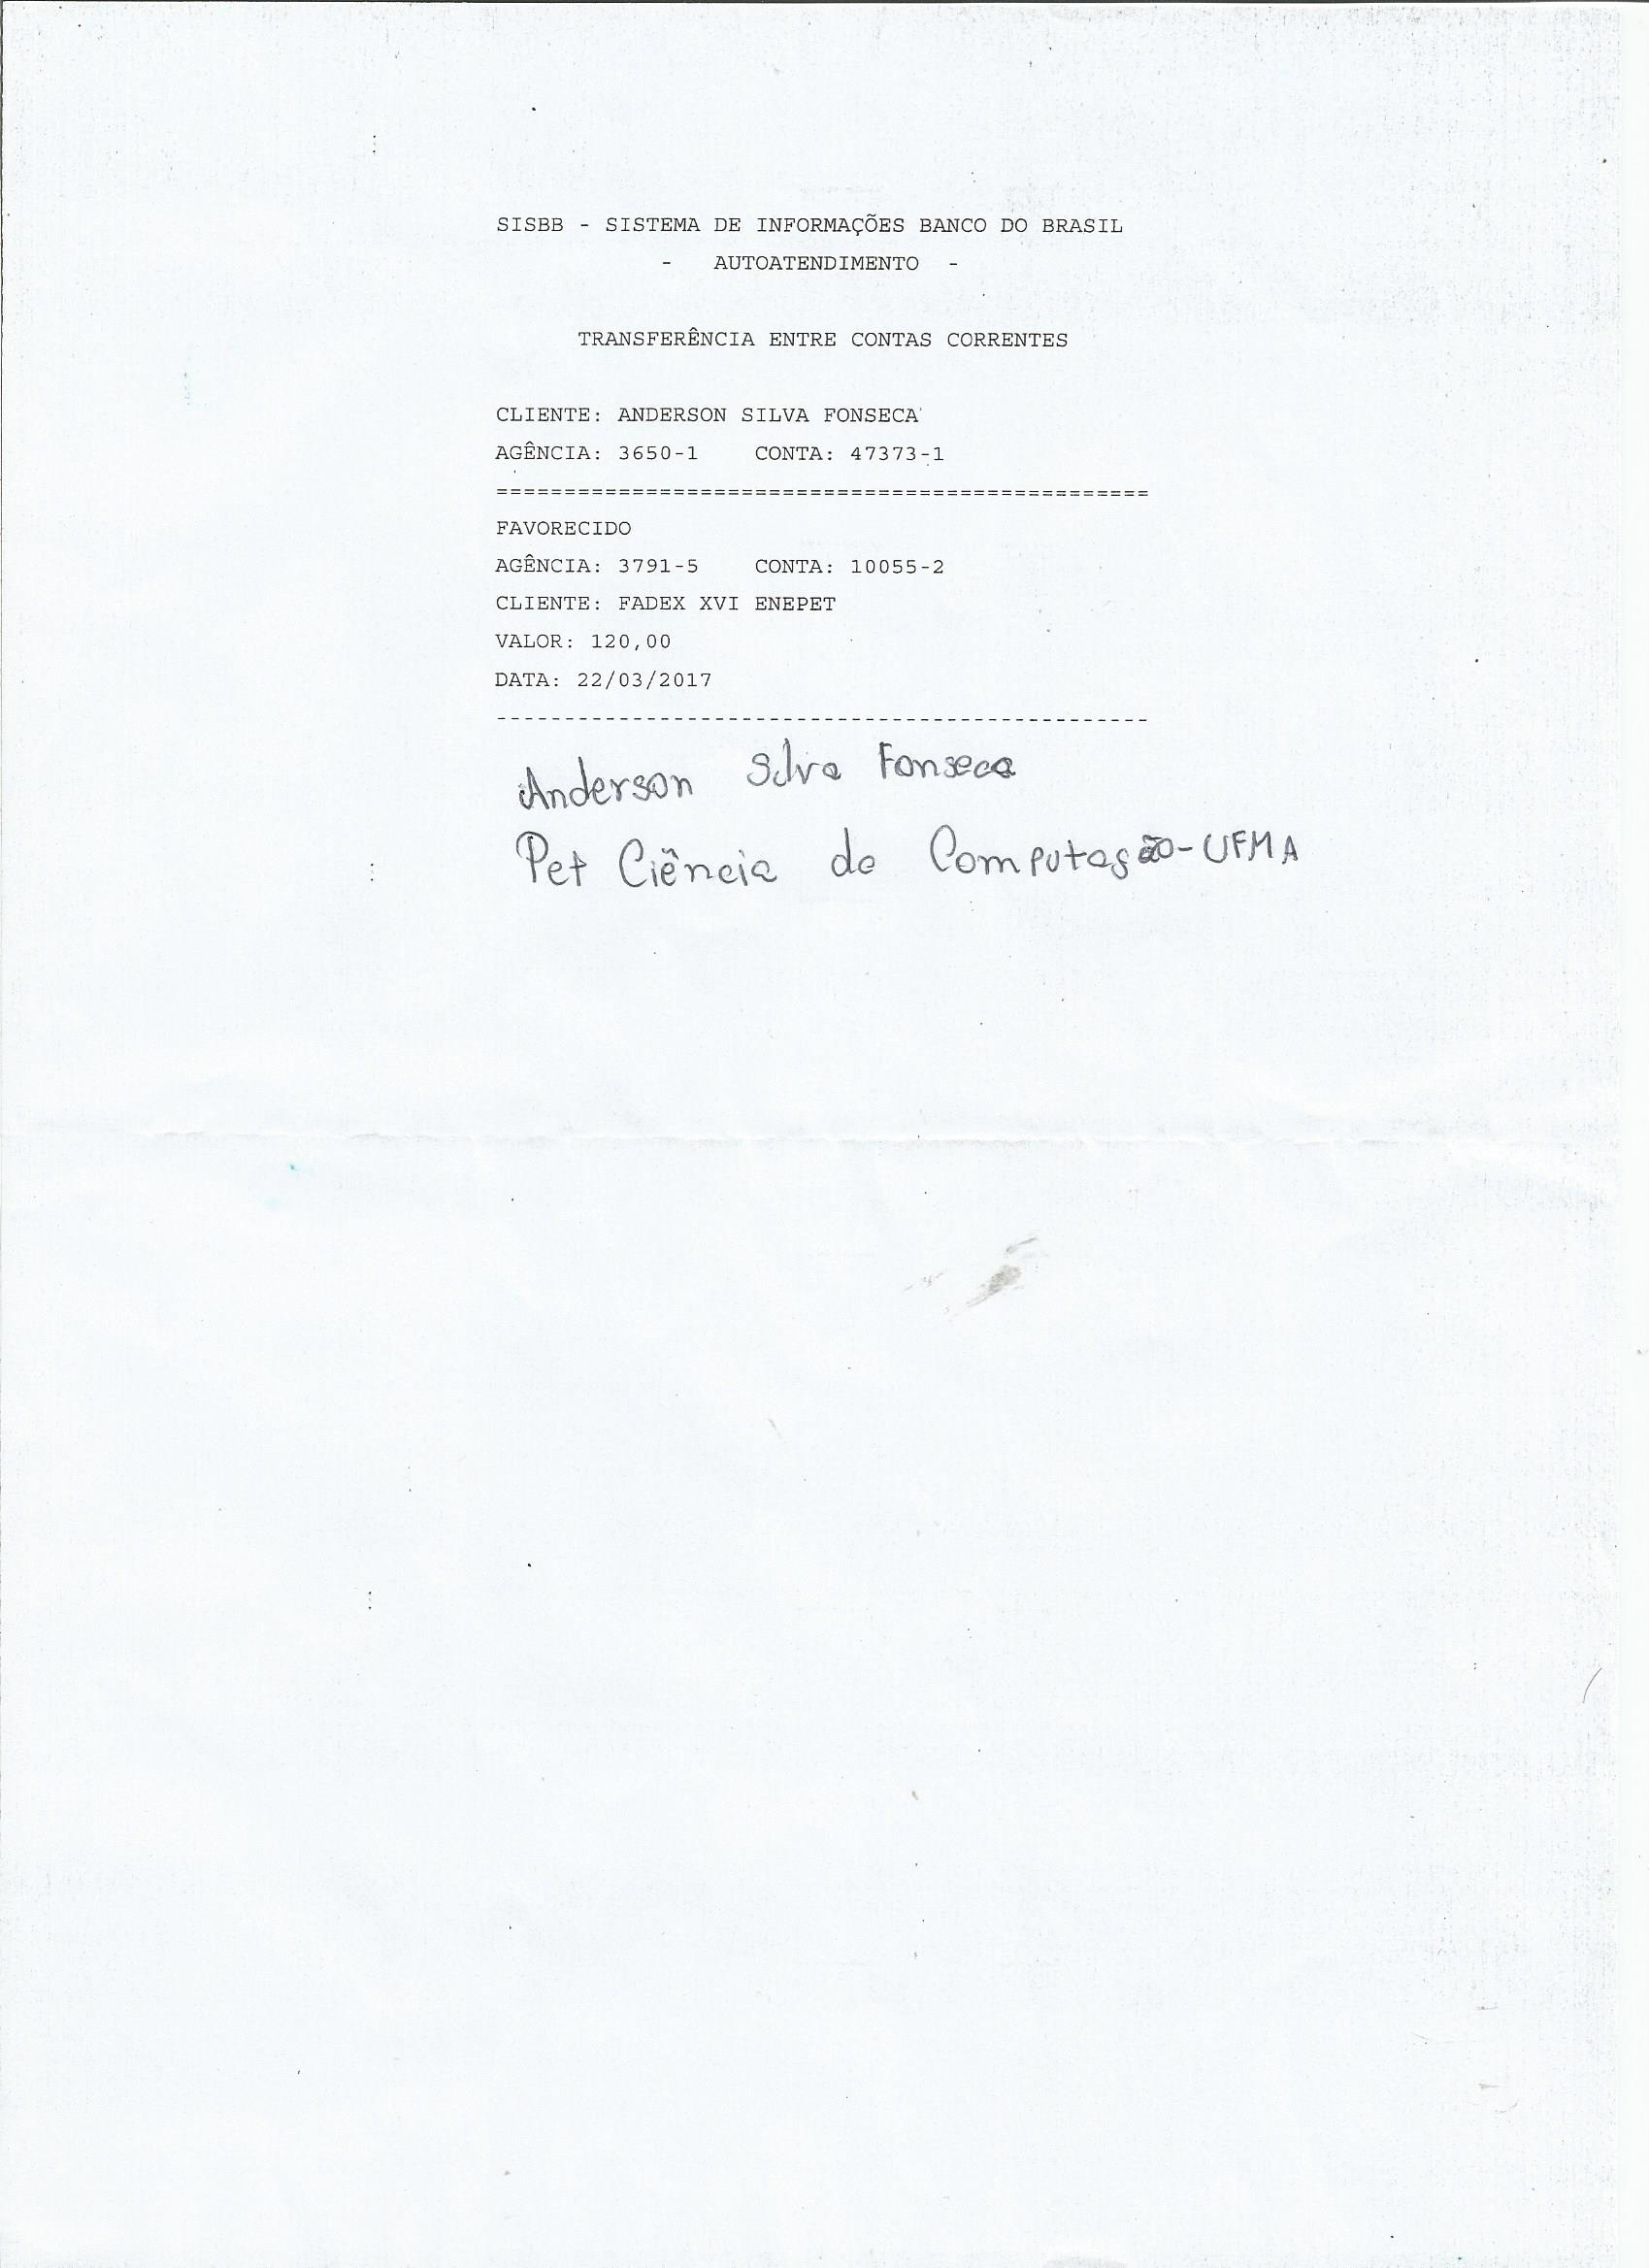 SISBB - SISTEMA DE INFORMAÇÕES BANCO DO BRASIL
- AUTOATENDIMENTO -
TRANSFERÊNCIA ENTRE CONTAS CORRENTES
CLIENTE: ANDERSON SILVA FONSECA
AGÊNCIA: 3650-1 CONTA: 47373-1
================================================
FAVORECIDO
AGÊNCIA: 3791-5 CONTA: 10055-2
CLIENTE: FADEX XVI ENEPET
VALOR: 120,00
DATA: 22/03/2017
------------------------------------------------
Anderson Silva Fonseca
Pet Ciência da Computação-UFMA